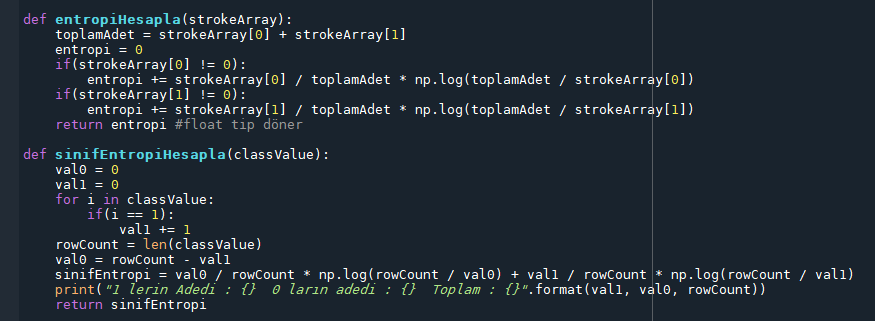 def entropiHesapla(strokeArray):
    toplamAdet = strokeArray[0] + strokeArray[1]
    entropi = 0
    if(strokeArray[0] != 0):
        entropi += strokeArray[0] / toplamAdet * np.log(toplamAdet / strokeArray[0])
    if(strokeArray[1] != 0):
        entropi += strokeArray[1] / toplamAdet * np.log(toplamAdet / strokeArray[1])
    return entropi #float tip döner
def sinifEntropiHesapla(classValue):
    val0 = 0
    val1 = 0
    for i in classValue:
        if(i == 1):
            val1 += 1
    rowCount = len(classValue)
    val0 = rowCount - val1
    sinifEntropi = val0 / rowCount * np.log(rowCount / val0) + val1 / rowCount * np.log(rowCount / val1)
    print("1 lerin Adedi : {}  0 ların adedi : {}  Toplam : {}".format(val1, val0, rowCount))
    return sinifEntropi